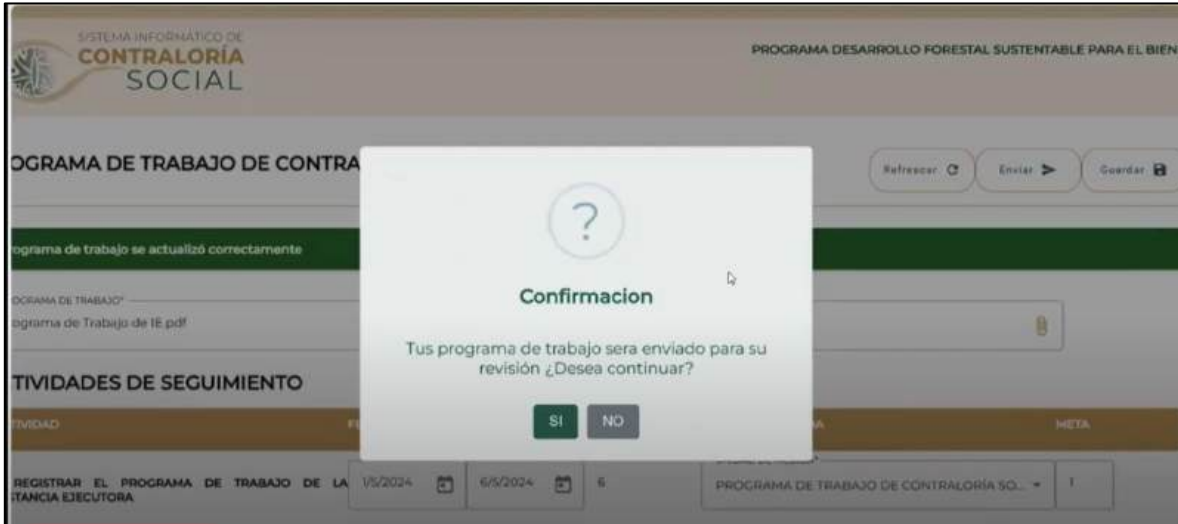 SISTEMA INFORMÁTICO DE
CONTRALORÍA
SOCIAL
PROGRAMA DESARROLLO FORESTAL SUSTENTABLE PARA EL BIEN
OGRAMA DE TRABAJO DE CONTRA
Refrescar
Enviar
Guardar
ograma de trabajo se actualizó correctamente
OGRAMA DE TRABAJO*
ograma de Trabajo de IE.pdf
Confirmacion
Tus programa de trabajo sera enviado para su
revisión ¿Desea continuar?
SI
NO
TIVIDADES DE SEGUIMIENTO
TIVIDAD
META
REGISTRAR EL PROGRAMA DE TRABAJO DE LA
STANCIA EJECUTORA
1/5/2024
6/5/2024
6
PROGRAMA DE TRABAJO DE CONTRALORÍA SO...
1